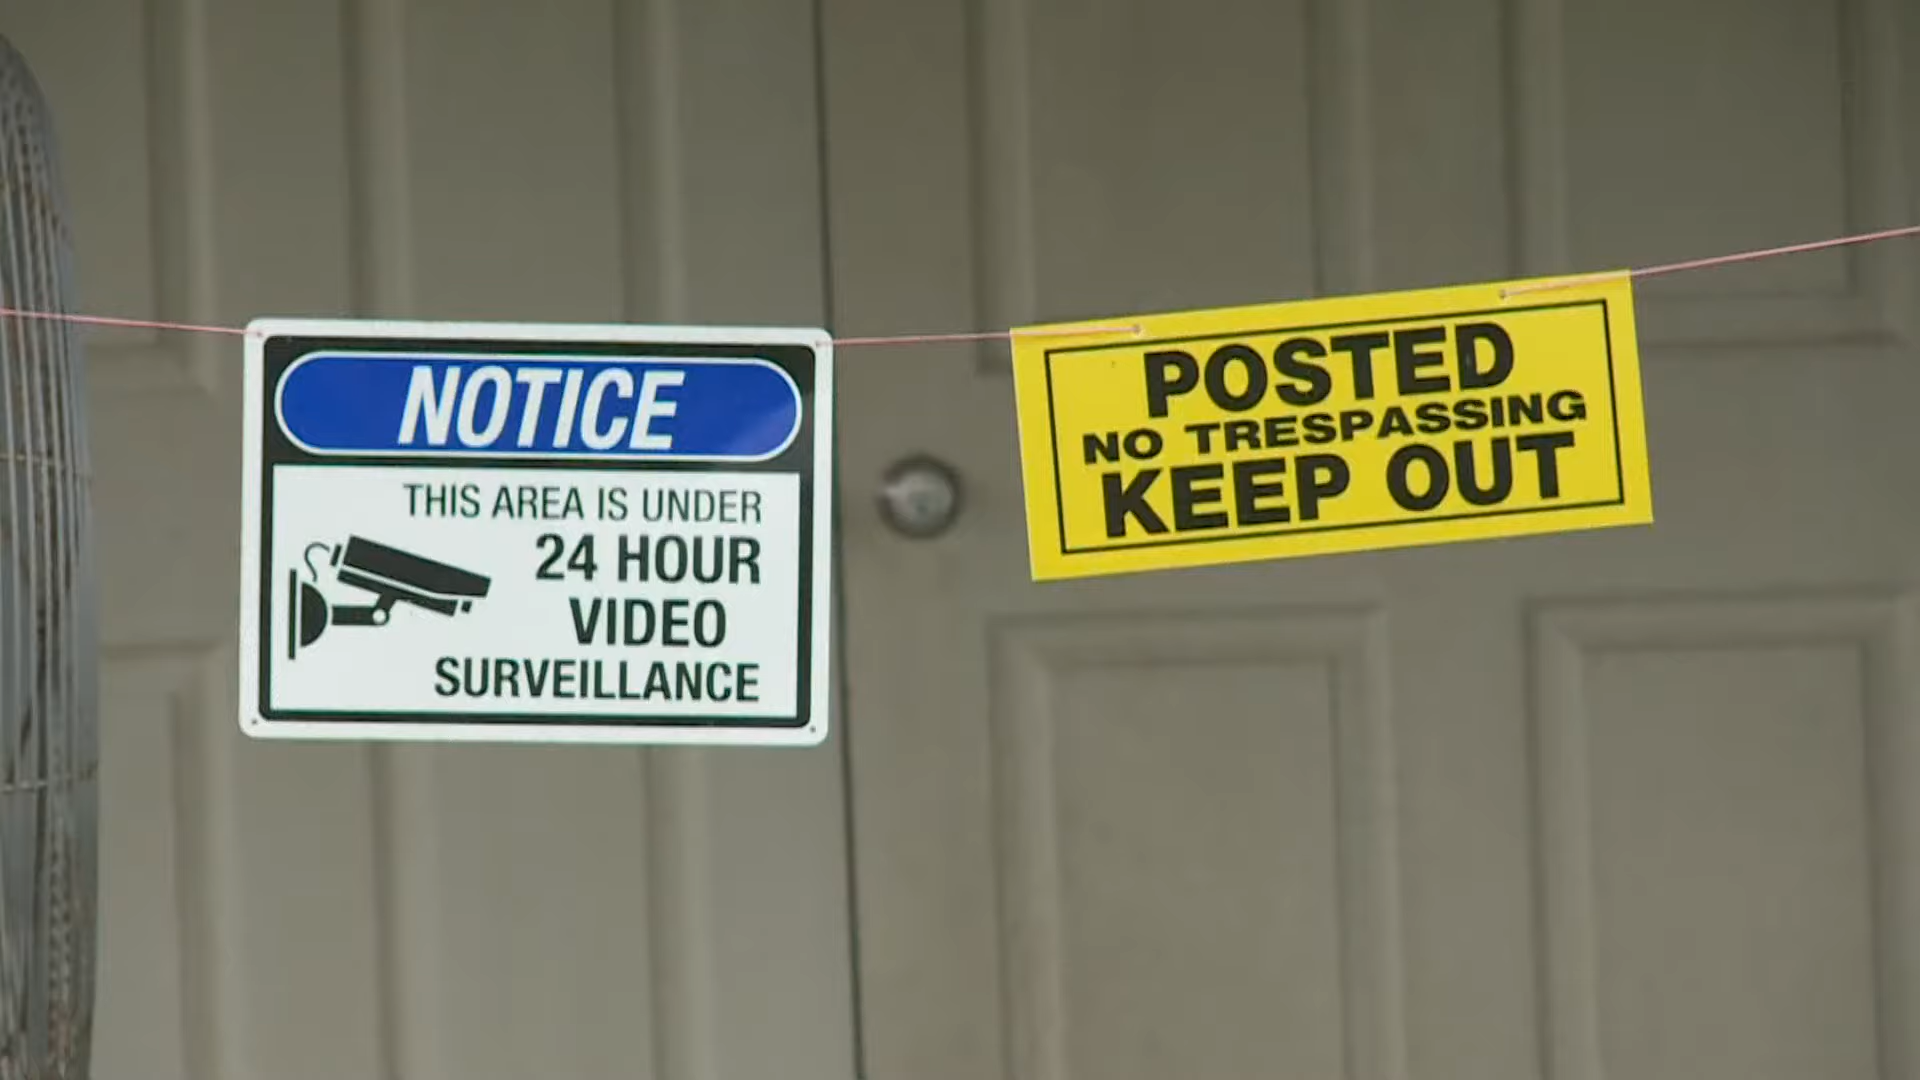 NOTICE
THIS AREA IS UNDER
24 HOUR
VIDEO
SURVEILLANCE
POSTED
NO TRESPASSING
KEEP OUT